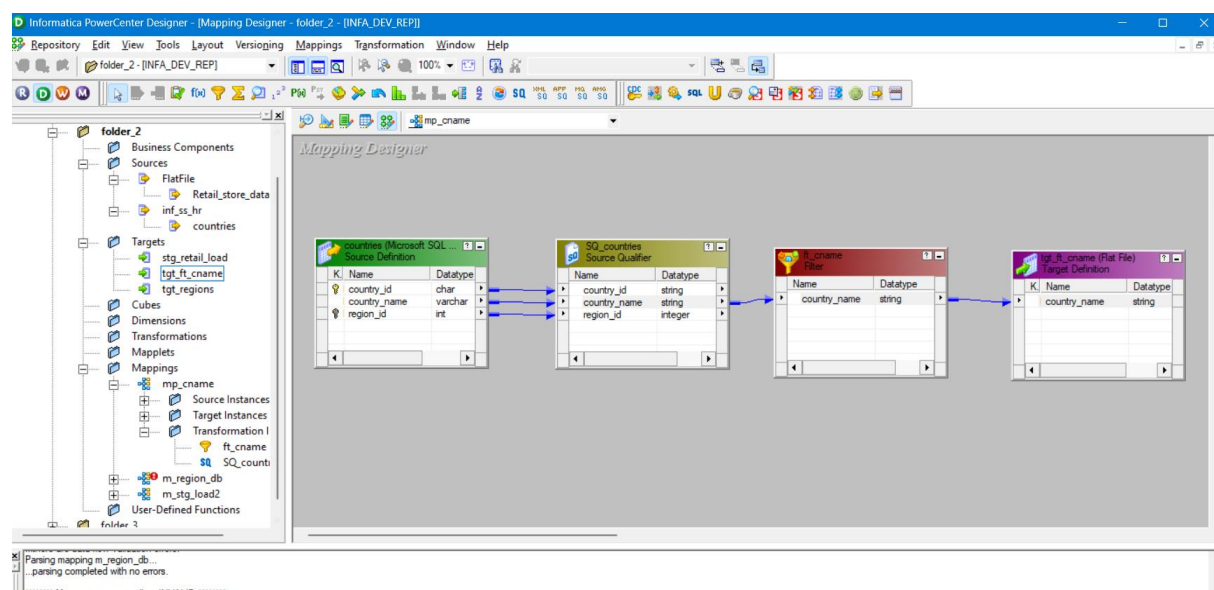 Informatica PowerCenter Designer - [Mapping Designer - folder_2 - [INFA_DEV_REP]]
Repository Edit View Tools Layout Versioning Mappings Transformation Window Help
folder_2 - [INFA_DEV_REP]
100%
mp_cname
folder_2
Business Components
Sources
FlatFile
Retail_store_data
inf_ss_hr
countries
Targets
stg_retail_load
tgt_ft_cname
tgt_regions
Cubes
Dimensions
Transformations
Mapplets
Mappings
mp_cname
Source Instances
Target Instances
Transformation I
ft_cname
SQ SQ_countr
m_region_db
m_stg_load2
User-Defined Functions
folder_3
Mapping Designer
countries (Microsoft SQL ...
Source Definition
K. Name Datatype
country_id char
country_name varchar
region_id int
SQ_countries
Source Qualifier
Name Datatype
country_id string
country_name string
region_id integer
ft_cname
Filter
Name Datatype
country_name string
tgt_ft_cname (Flat File)
Target Definition
K. Name Datatype
country_name string
Parsing mapping m_region_db...
...parsing completed with no errors.